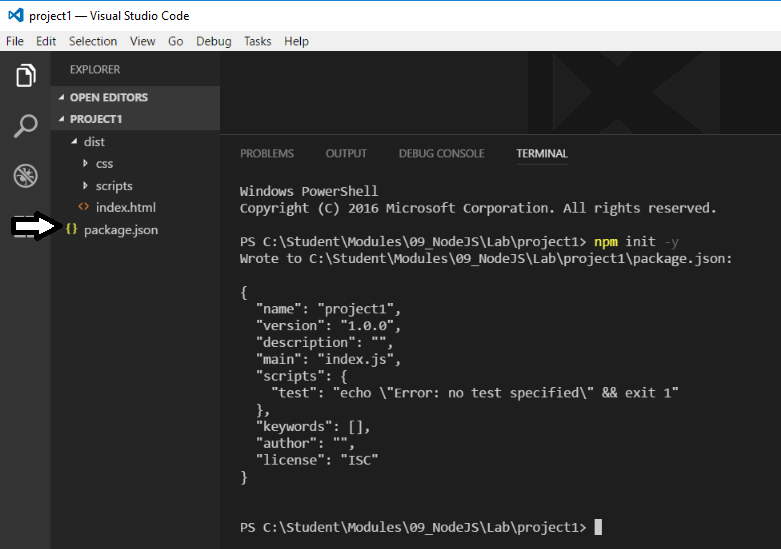 project1 — Visual Studio Code
File Edit Selection View Go Debug Tasks Help
EXPLORER
OPEN EDITORS
PROJECT1
dist
css
scripts
index.html
package.json
PROBLEMS OUTPUT DEBUG CONSOLE TERMINAL
Windows PowerShell
Copyright (C) 2016 Microsoft Corporation. All rights reserved.
PS C:\Student\Modules\09_NodeJS\Lab\project1> npm init -y
Wrote to C:\Student\Modules\09_NodeJS\Lab\project1\package.json:
{
  "name": "project1",
  "version": "1.0.0",
  "description": "",
  "main": "index.js",
  "scripts": {
    "test": "echo \"Error: no test specified\" && exit 1"
  },
  "keywords": [],
  "author": "",
  "license": "ISC"
}
PS C:\Student\Modules\09_NodeJS\Lab\project1>